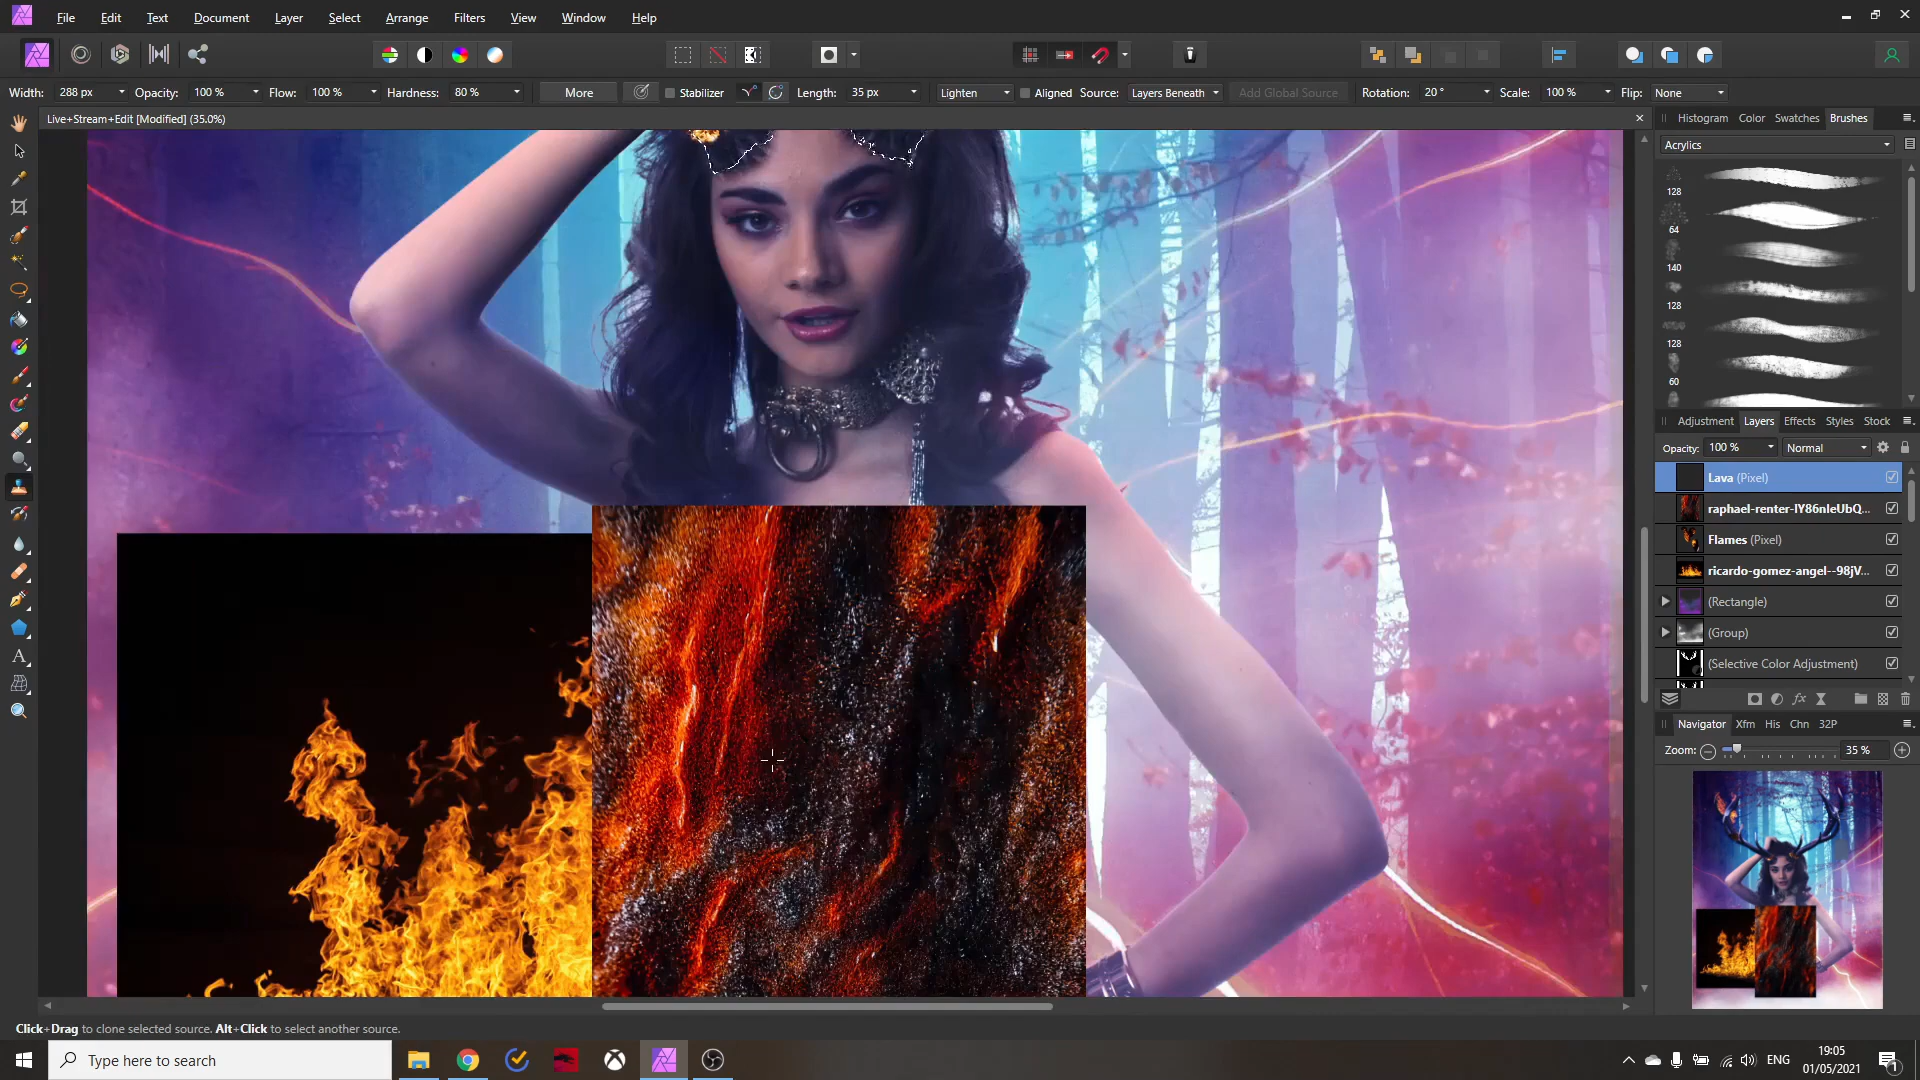 File Edit Text Document Layer Select Arrange Filters View Window Help
Width: 288 px Opacity: 100 % Flow: 100 % Hardness: 80 % More Stabilizer Length: 35 px Lighten Aligned Source: Layers Beneath Add Global Source Rotation: 20 ° Scale: 100 % Flip: None
Live+Stream+Edit [Modified] (35.0%)
Histogram Color Swatches Brushes
Acrylics
128
64
140
128
128
60
Adjustment Layers Effects Styles Stock
Opacity: 100 % Normal
Lava (Pixel)
raphael-renter-lY86nIeUbQ...
Flames (Pixel)
ricardo-gomez-angel--98jV...
(Rectangle)
(Group)
(Selective Color Adjustment)
Navigator Xfm His Chn 32P
Zoom: 35 %
Click+Drag to clone selected source. Alt+Click to select another source.
Type here to search
ENG
19:05
01/05/2021
1